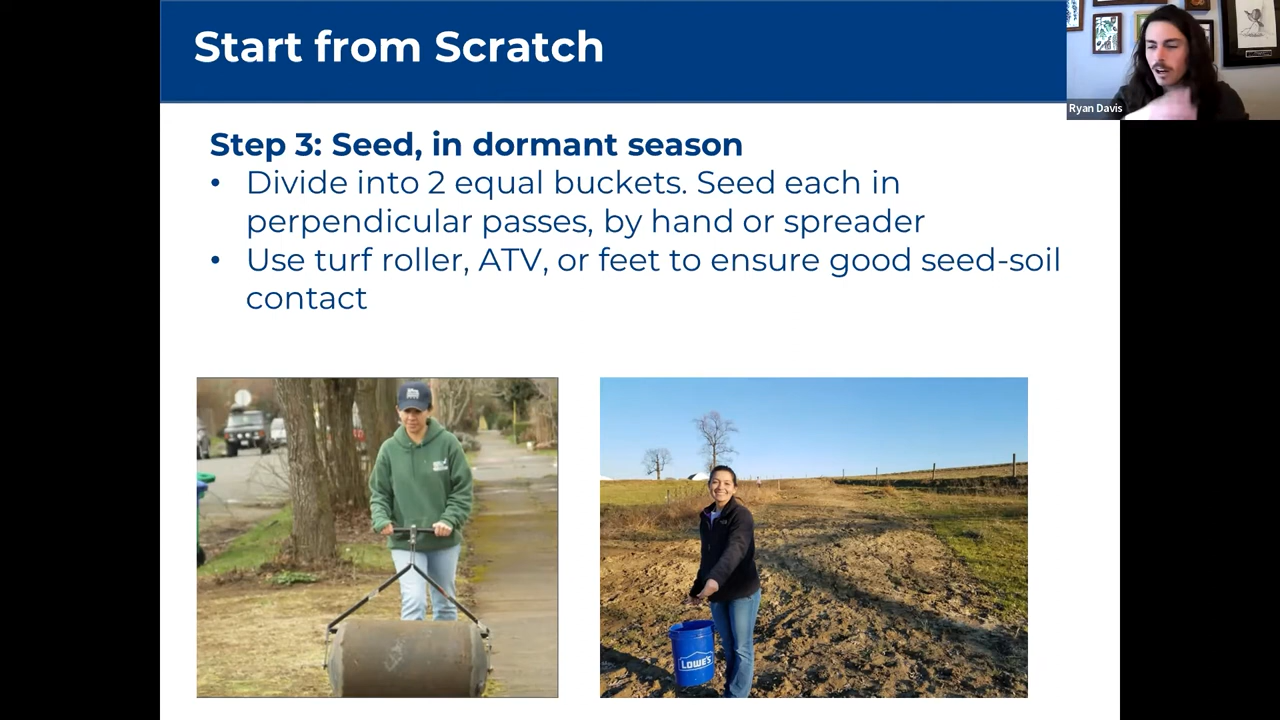 Start from Scratch
Ryan Davis
Step 3: Seed, in dormant season
• Divide into 2 equal buckets. Seed each in
perpendicular passes, by hand or spreader
• Use turf roller, ATV, or feet to ensure good seed-soil
contact
LOWE'S